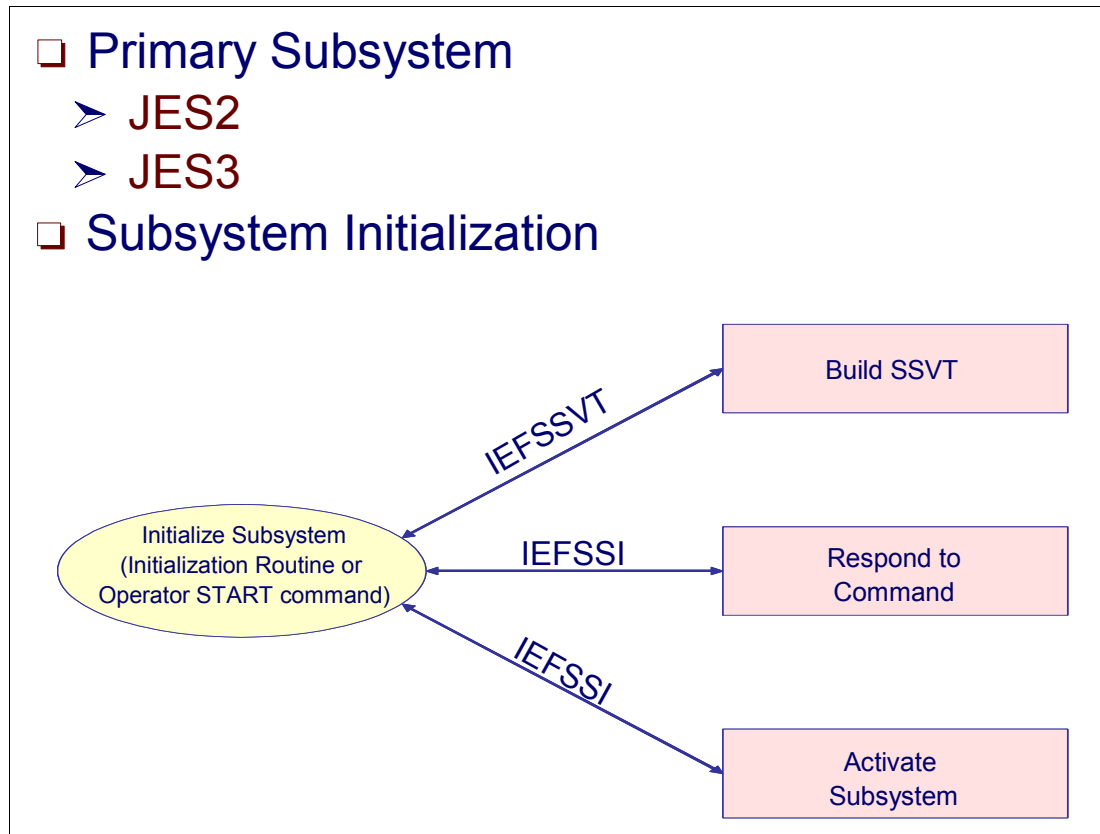 Primary Subsystem
JES2
JES3
Subsystem Initialization
Build SSVT
IEFSSVT
Initialize Subsystem
(Initialization Routine or
Operator START command)
IEFSSI
Respond to
Command
IEFSSI
Activate
Subsystem